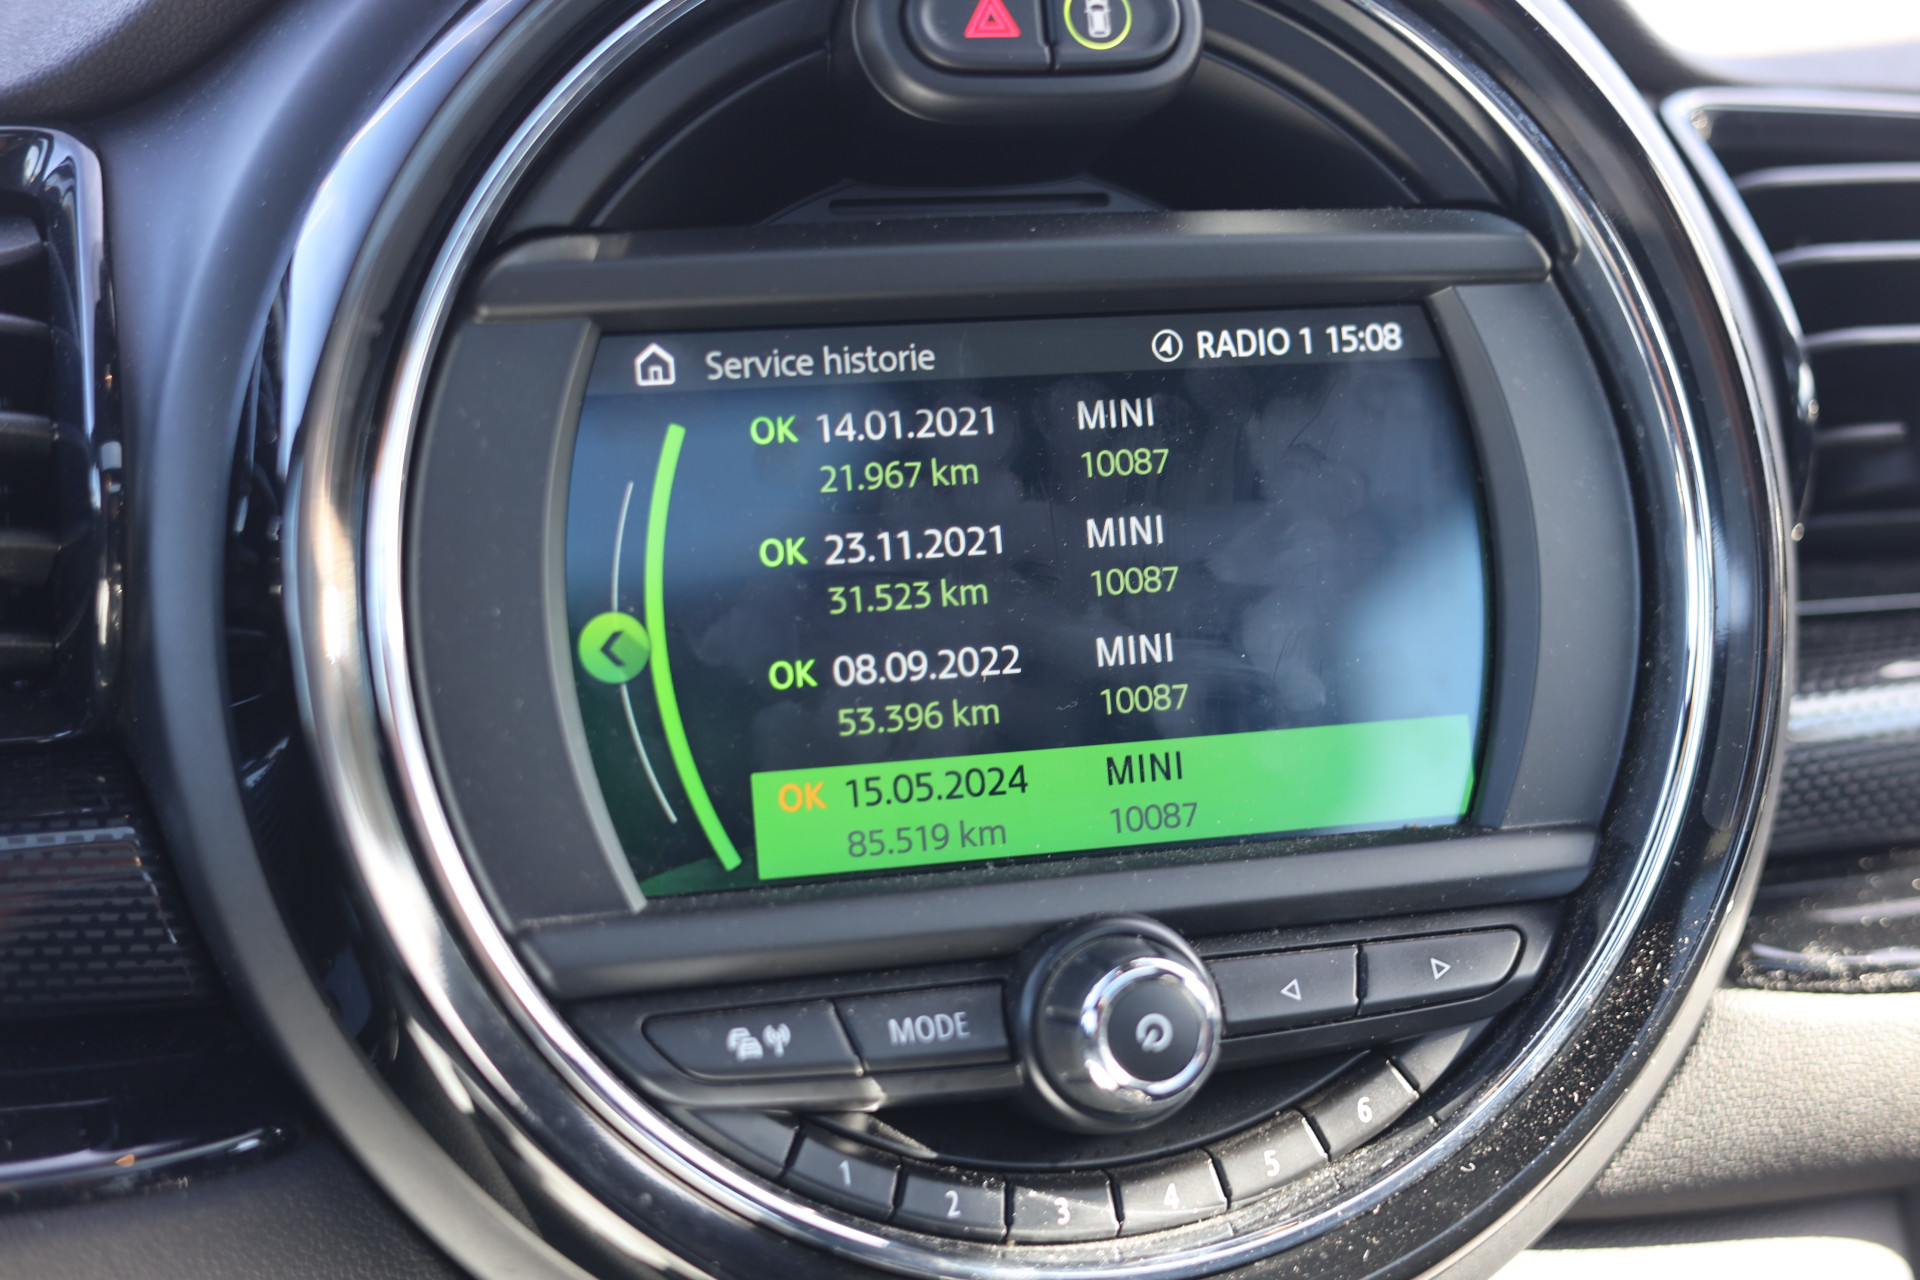 Service historie
RADIO 1 15:08
OK 14.01.2021 MINI
21.967 km 10087
OK 23.11.2021 MINI
31.523 km 10087
OK 08.09.2022 MINI
53.396 km 10087
OK 15.05.2024 MINI
85.519 km 10087
MODE
1 2 3 4 5 6